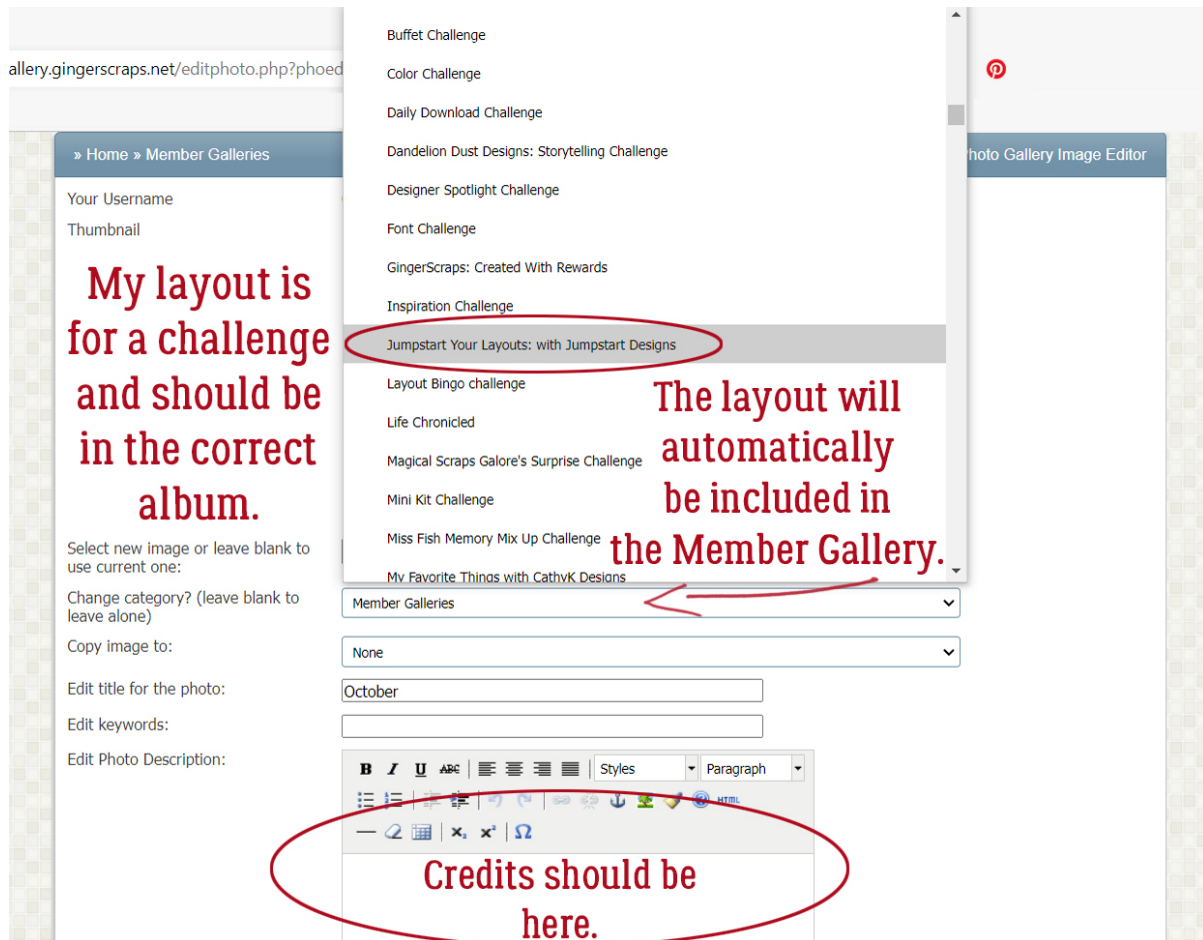 Buffet Challenge
allery.gingerscraps.net/editphoto.php?phoed
Color Challenge
Daily Download Challenge
» Home » Member Galleries
Dandelion Dust Designs: Storytelling Challenge
hoto Gallery Image Editor
Your Username
Designer Spotlight Challenge
Thumbnail
Font Challenge
GingerScraps: Created With Rewards
Inspiration Challenge
Jumpstart Your Layouts: with Jumpstart Designs
Layout Bingo challenge
Life Chronicled
Magical Scraps Galore's Surprise Challenge
Mini Kit Challenge
Miss Fish Memory Mix Up Challenge
My Favorite Things with CathyK Designs
My layout is
for a challenge
and should be
in the correct
album.
The layout will
automatically
be included in
the Member Gallery.
Select new image or leave blank to
use current one:
Change category? (leave blank to
leave alone)
Member Galleries
Copy image to:
None
Edit title for the photo:
October
Edit keywords:
Edit Photo Description:
B I U ABC Styles Paragraph
HTML
x₂ x² Ω
Credits should be
here.